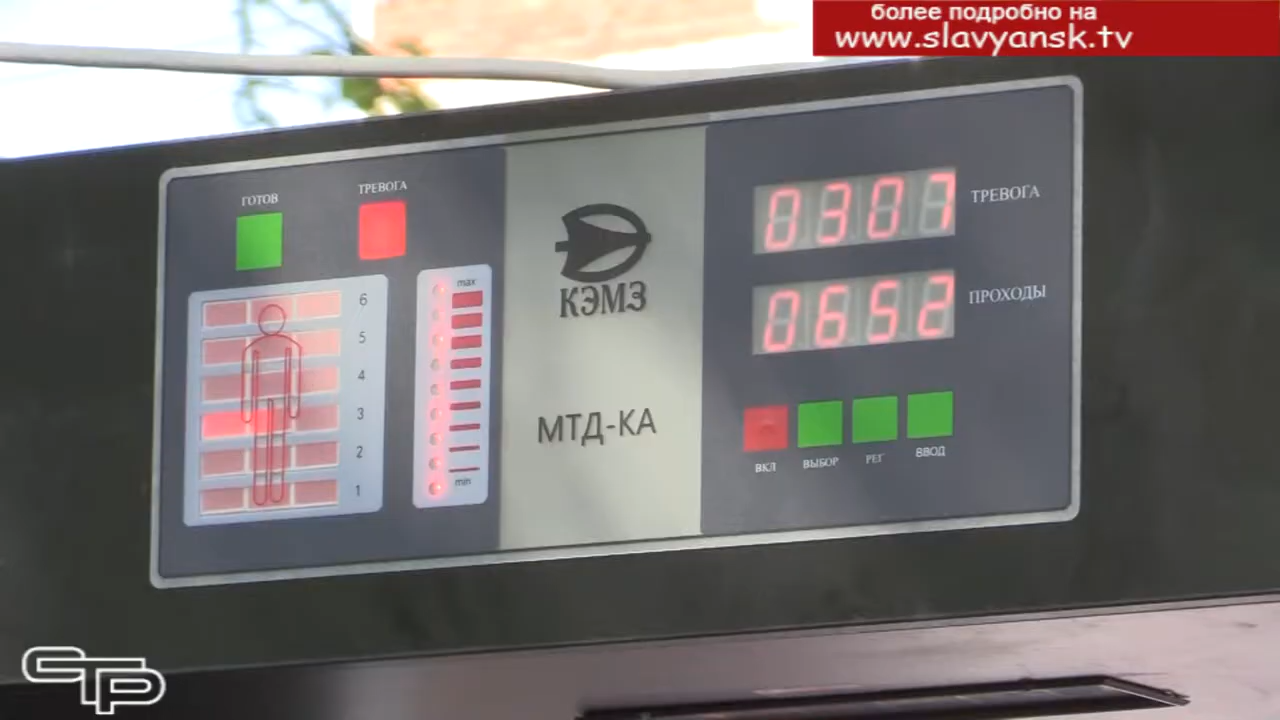 более подробно на
www.slavyansk.tv
ГОТОВ
ТРЕВОГА
6
5
4
3
2
1
max
min
КЭМЗ
МТД-КА
0307
ТРЕВОГА
0652
ПРОХОДЫ
ВКЛ
ВЫБОР
РЕГ
ВВОД
СТР